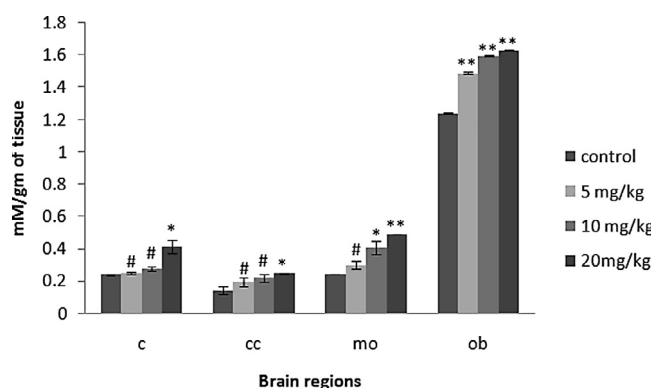 1.8
1.6
1.4
1.2
1
0.8
0.6
0.4
0.2
0
mM/gm of tissue
# # *
# # *
# * **
** ** **
c cc mo ob
Brain regions
control
5 mg/kg
10 mg/kg
20mg/kg